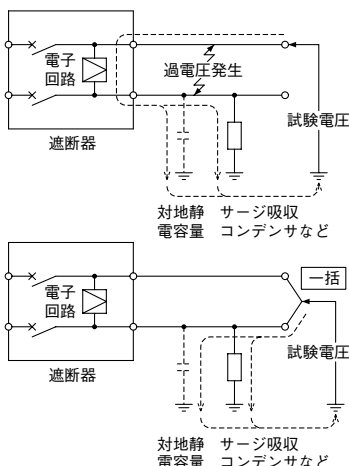 電子
回路
過電圧発生
試験電圧
遮断器
対地静 サージ吸収
電容量 コンデンサなど
一括
電子
回路
試験電圧
遮断器
対地静 サージ吸収
電容量 コンデンサなど